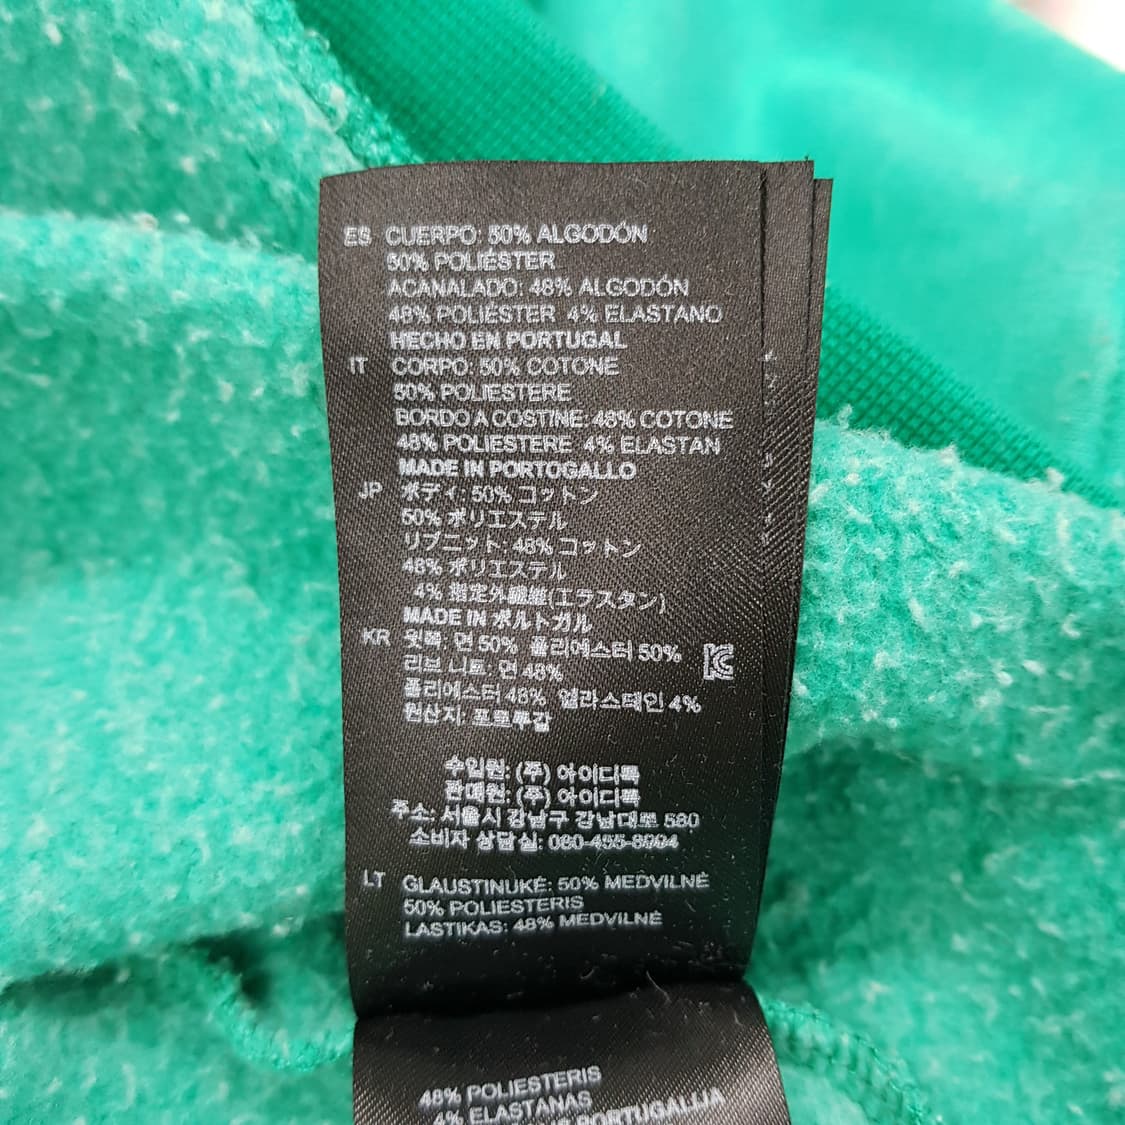 ES CUERPO: 50% ALGODÓN
50% POLIÉSTER
ACANALADO: 48% ALGODÓN
48% POLIÉSTER 4% ELASTANO
HECHO EN PORTUGAL
IT CORPO: 50% COTONE
50% POLIESTERE
BORDO A COSTINE: 48% COTONE
48% POLIESTERE 4% ELASTAN
MADE IN PORTOGALLO
JP ボディ: 50% コットン
50% ポリエステル
リブニット: 48% コットン
48% ポリエステル
4% 指定外繊維(エラスタン)
MADE IN ポルトガル
KR 윗쪽: 면 50% 폴리에스터 50%
리브 니트: 면 48%
폴리에스터 48% 엘라스테인 4%
원산지: 포르투갈
수입원: (주) 아이디룩
판매원: (주) 아이디룩
주소: 서울시 강남구 강남대로 580
소비자 상담실: 080-455-8994
LT GLAUSTINUKĖ: 50% MEDVILNĖ
50% POLIESTERIS
LASTIKAS: 48% MEDVILNĖ
48% POLIESTERIS
4% ELASTANAS
PORTUGALIJA